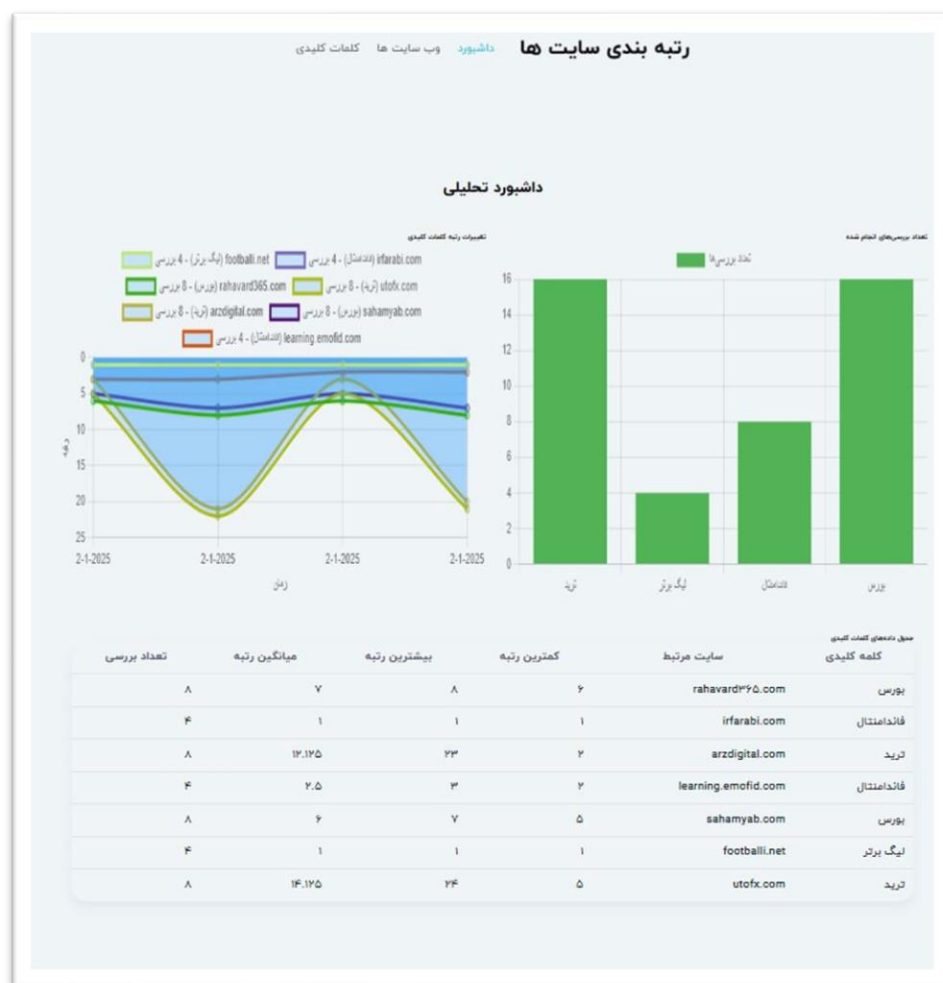 رتبه بندی سایت ها داشبورد وب سایت ها کلمات کلیدی
داشبورد تحلیلی
تعداد بررسی‌های انجام شده
تعداد بررسی‌ها
16
14
12
10
8
6
4
2
0
ترید لیگ برتر فاندامنتال بورس
تغییرات رتبه کلمات کلیدی
footballi.net (لیگ برتر) - 4 بررسی irfarabi.com (فاندامنتال) - 4 بررسی
rahavard365.com (بورس) - 8 بررسی utofx.com (ترید) - 8 بررسی
arzdigital.com (ترید) - 8 بررسی sahamyab.com (بورس) - 8 بررسی
learning.emofid.com (فاندامنتال) - 4 بررسی
رتبه
0
5
10
15
20
25
2-1-2025 2-1-2025 2-1-2025 2-1-2025
زمان
جدول داده‌های کلمات کلیدی
کلمه کلیدی سایت مرتبط کمترین رتبه بیشترین رتبه میانگین رتبه تعداد بررسی
بورس rahavard۳۶۵.com ۶ ۸ ۷ ۸
فاندامنتال irfarabi.com ۱ ۱ ۱ ۴
ترید arzdigital.com ۲ ۲۳ ۱۲.۱۲۵ ۸
فاندامنتال learning.emofid.com ۲ ۳ ۲.۵ ۴
بورس sahamyab.com ۵ ۷ ۶ ۸
لیگ برتر footballi.net ۱ ۱ ۱ ۴
ترید utofx.com ۵ ۲۴ ۱۴.۱۲۵ ۸